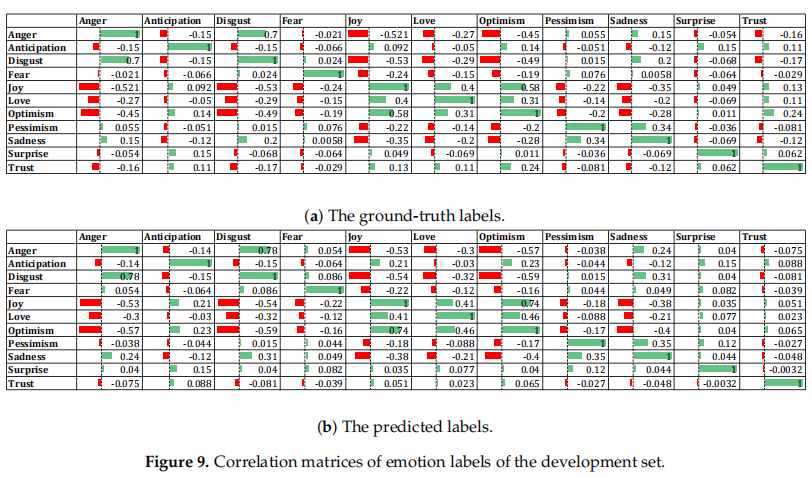 Anger Anticipation Disgust Fear Joy Love Optimism Pessimism Sadness Surprise Trust
Anger 1 -0.15 0.7 -0.021 -0.521 -0.27 -0.45 0.055 0.15 -0.054 -0.16
Anticipation -0.15 1 -0.15 -0.066 0.092 -0.05 0.14 -0.051 -0.12 0.15 0.11
Disgust 0.7 -0.15 1 0.024 -0.53 -0.29 -0.49 0.015 0.2 -0.068 -0.17
Fear -0.021 -0.066 0.024 1 -0.24 -0.15 -0.19 0.076 0.0058 -0.064 -0.029
Joy -0.521 0.092 -0.53 -0.24 1 0.4 0.58 -0.22 -0.35 0.049 0.13
Love -0.27 -0.05 -0.29 -0.15 0.4 1 0.31 -0.14 -0.2 -0.069 0.11
Optimism -0.45 0.14 -0.49 -0.19 0.58 0.31 1 -0.2 -0.28 0.011 0.24
Pessimism 0.055 -0.051 0.015 0.076 -0.22 -0.14 -0.2 1 0.34 -0.036 -0.081
Sadness 0.15 -0.12 0.2 0.0058 -0.35 -0.2 -0.28 0.34 1 -0.069 -0.12
Surprise -0.054 0.15 -0.068 -0.064 0.049 -0.069 0.011 -0.036 -0.069 1 0.062
Trust -0.16 0.11 -0.17 -0.029 0.13 0.11 0.24 -0.081 -0.12 0.062 1
(a) The ground-truth labels.
Anger Anticipation Disgust Fear Joy Love Optimism Pessimism Sadness Surprise Trust
Anger 1 -0.14 0.78 0.054 -0.53 -0.3 -0.57 -0.038 0.24 0.04 -0.075
Anticipation -0.14 1 -0.15 -0.064 0.21 -0.03 0.23 -0.044 -0.12 0.15 0.088
Disgust 0.78 -0.15 1 0.086 -0.54 -0.32 -0.59 0.015 0.31 0.04 -0.081
Fear 0.054 -0.064 0.086 1 -0.22 -0.12 -0.16 0.044 0.049 0.082 -0.039
Joy -0.53 0.21 -0.54 -0.22 1 0.41 0.74 -0.18 -0.38 0.035 0.051
Love -0.3 -0.03 -0.32 -0.12 0.41 1 0.46 -0.088 -0.21 0.077 0.023
Optimism -0.57 0.23 -0.59 -0.16 0.74 0.46 1 -0.17 -0.4 0.04 0.065
Pessimism -0.038 -0.044 0.015 0.044 -0.18 -0.088 -0.17 1 0.35 0.12 -0.027
Sadness 0.24 -0.12 0.31 0.049 -0.38 -0.21 -0.4 0.35 1 0.044 -0.048
Surprise 0.04 0.15 0.04 0.082 0.035 0.077 0.04 0.12 0.044 1 -0.0032
Trust -0.075 0.088 -0.081 -0.039 0.051 0.023 0.065 -0.027 -0.048 -0.0032 1
(b) The predicted labels.
Figure 9. Correlation matrices of emotion labels of the development set.